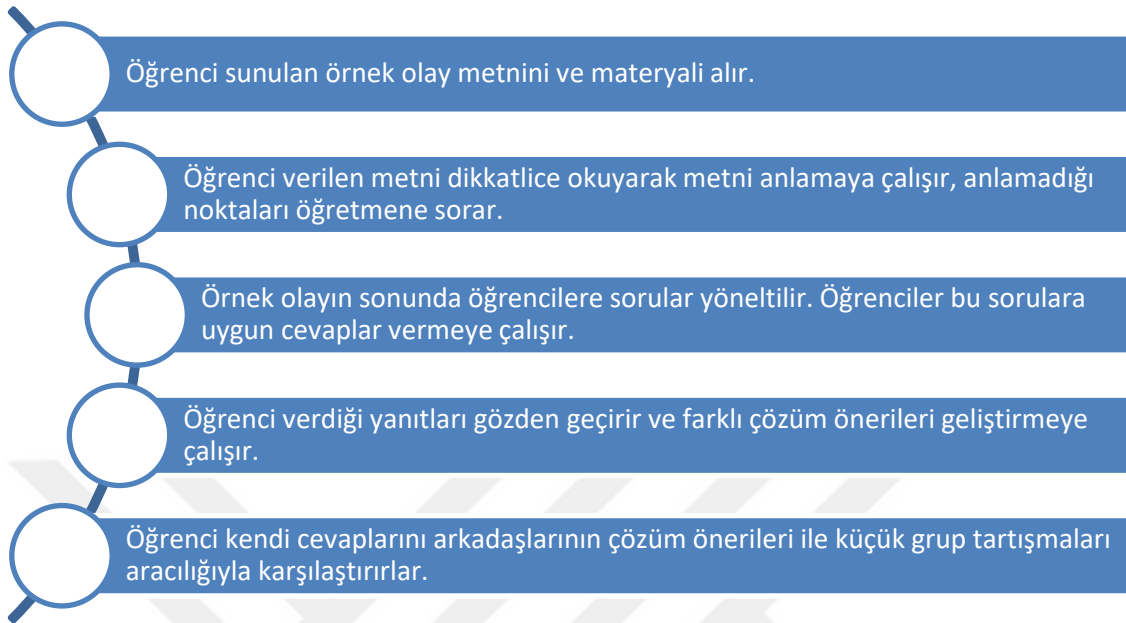 Öğrenci sunulan örnek olay metnini ve materyali alır.
Öğrenci verilen metni dikkatlice okuyarak metni anlamaya çalışır, anlamadığı
noktaları öğretmene sorar.
Örnek olayın sonunda öğrencilere sorular yöneltilir. Öğrenciler bu sorulara
uygun cevaplar vermeye çalışır.
Öğrenci verdiği yanıtları gözden geçirir ve farklı çözüm önerileri geliştirmeye
çalışır.
Öğrenci kendi cevaplarını arkadaşlarının çözüm önerileri ile küçük grup tartışmaları
aracılığıyla karşılaştırırlar.